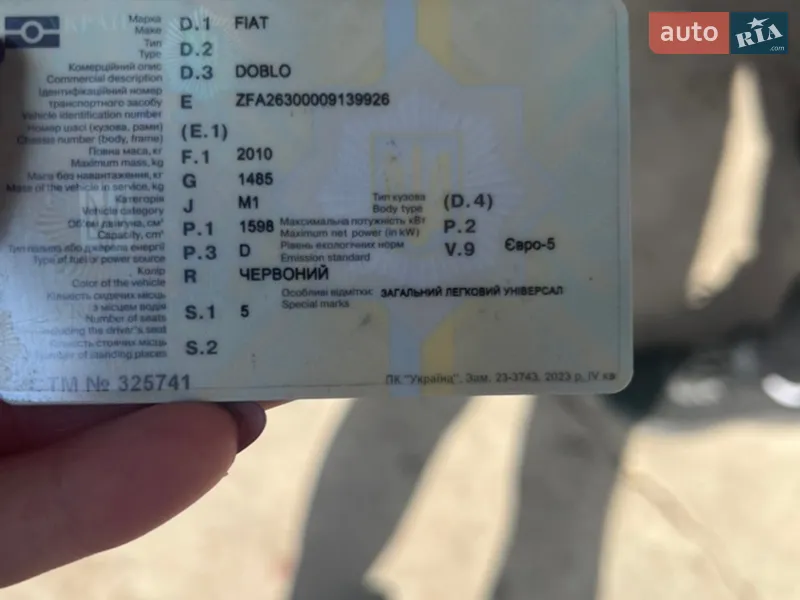 КРАЇН
Марка
Make D.1 FIAT
Тип
Type D.2
Комерційний опис
Commercial description D.3 DOBLO
Ідентифікаційний номер
транспортного засобу
Vehicle identification number E ZFA26300009139926
Номер шасі (кузова, рами)
Chassis number (body, frame) (E.1)
Повна маса, кг
Maximum mass, kg F.1 2010
Маса без навантаження, кг
Mass of the vehicle in service, kg G 1485
Категорія
Vehicle category J M1
Тип кузова
Body type (D.4)
Об'єм двигуна, см³
Capacity, cm³ P.1 1598
Максимальна потужність кВт
Maximum net power (in kW) P.2
Тип пального або джерела енергії
Type of fuel or power source P.3 D
Рівень екологічних норм
Emission standard V.9 Євро-5
Колір
Color of the vehicle R ЧЕРВОНИЙ
Кількість сидячих місць
з місцем водія
Number of seats
including the driver's seat S.1 5
Особливі відмітки: ЗАГАЛЬНИЙ ЛЕГКОВИЙ УНІВЕРСАЛ
Special marks
Кількість стоячих місць
Number of standing places S.2
СТМ № 325741
ПК "Україна", Зам. 23-3743, 2023 р., IV кв
auto RIA .com